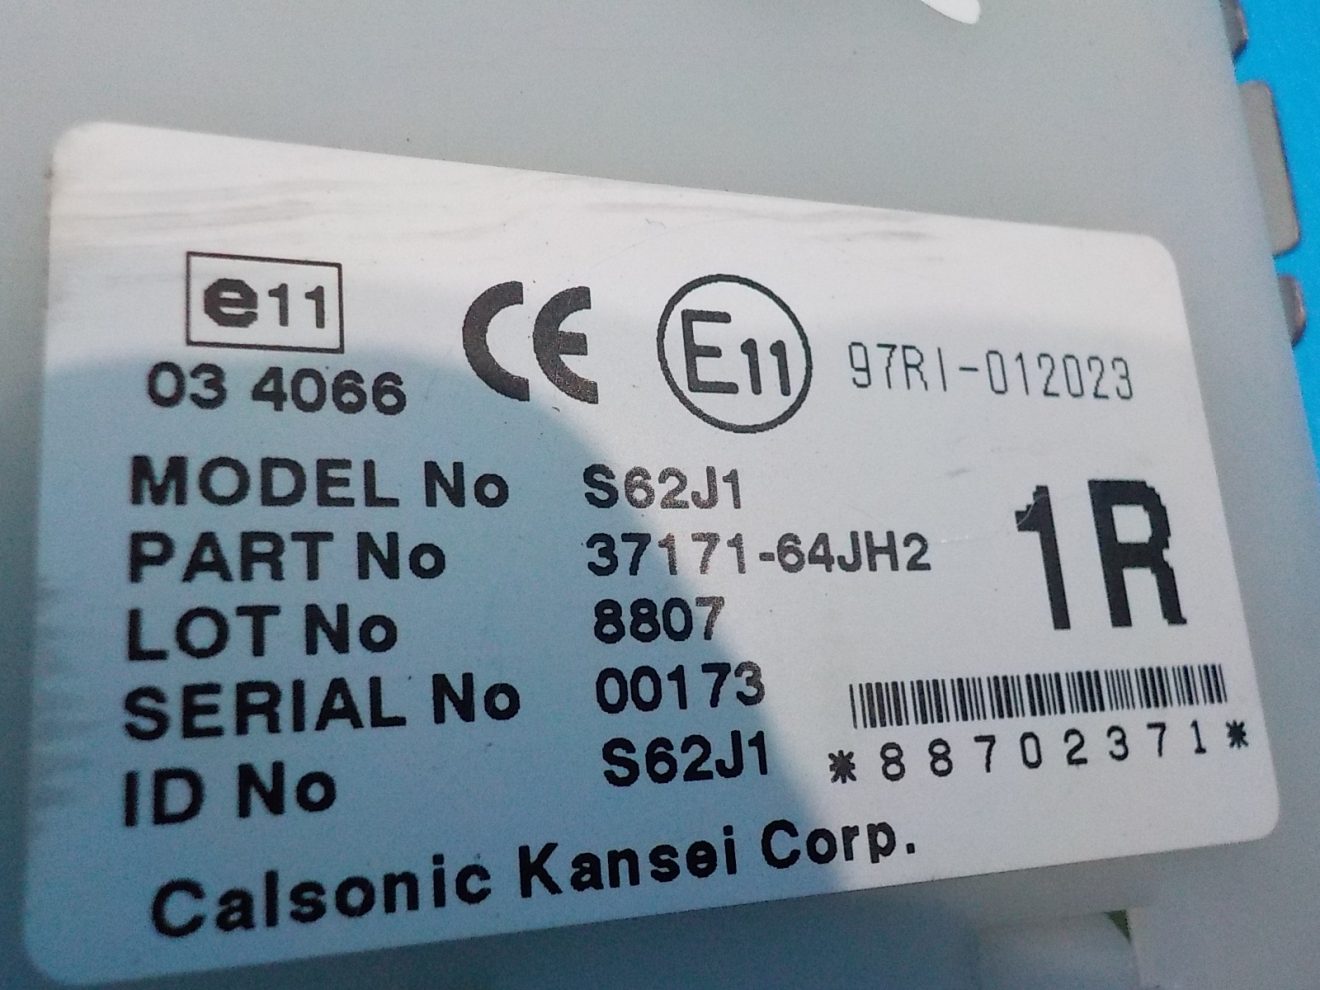 e11
03 4066
CE
E11
97RI-012023
MODEL No S62J1
PART No 37171-64JH2
LOT No 8807
SERIAL No 00173
ID No S62J1
1R
*88702371*
Calsonic Kansei Corp.